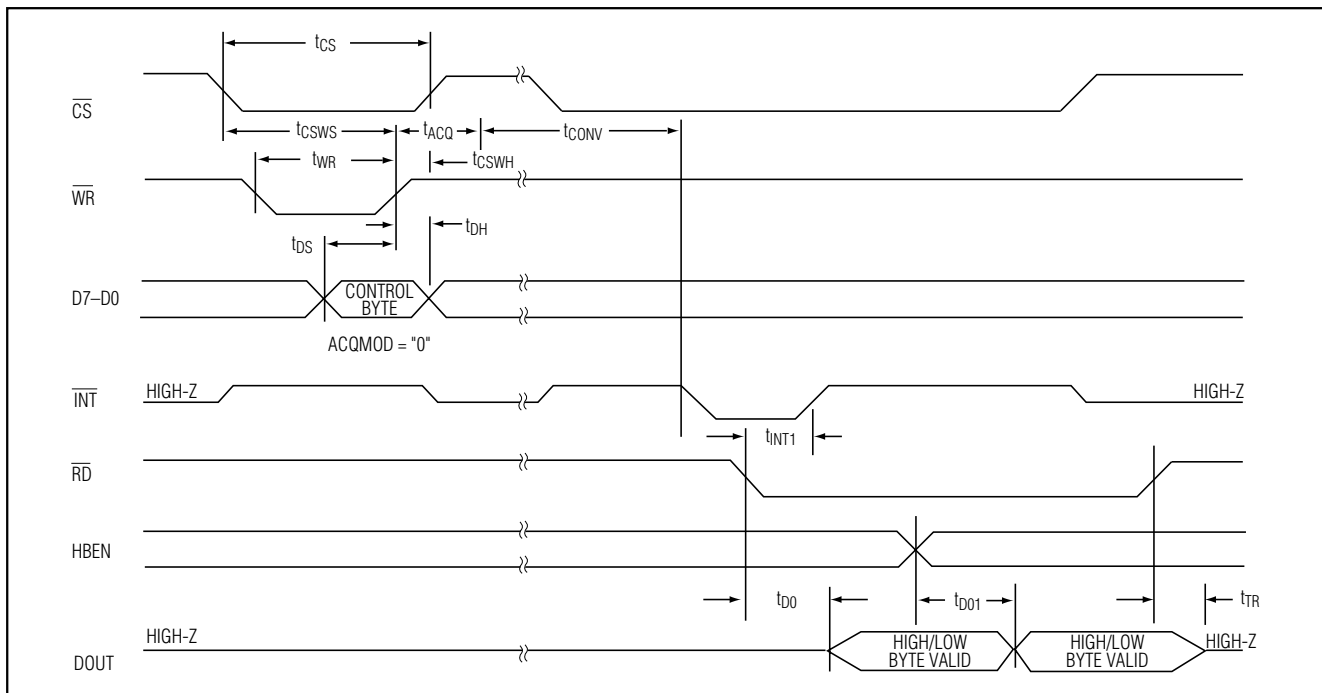 tCS
CS
tCSWS
tACQ
tCONV
tWR
tCSWH
WR
tDS
tDH
D7–D0
CONTROL
BYTE
ACQMOD = "0"
INT
HIGH-Z
HIGH-Z
tINT1
RD
HBEN
tD0
tD01
tTR
DOUT
HIGH-Z
HIGH/LOW
BYTE VALID
HIGH/LOW
BYTE VALID
HIGH-Z